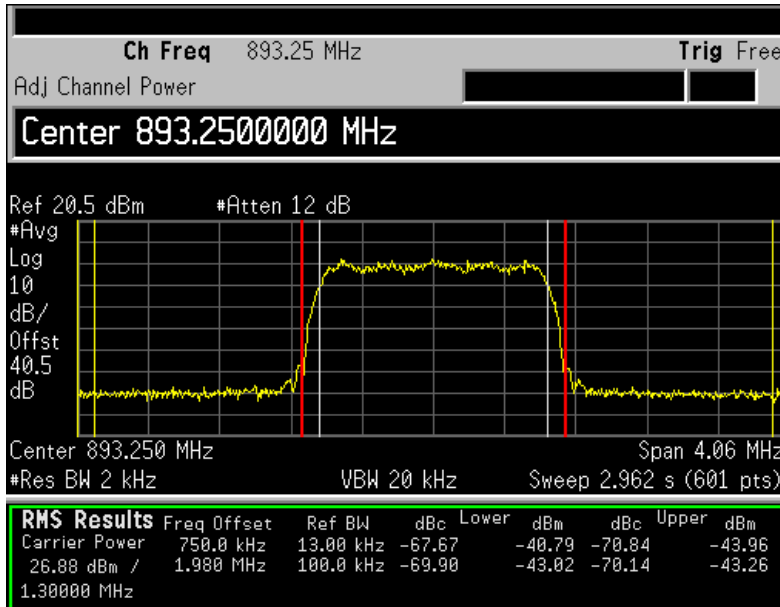 Ch Freq 893.25 MHz Trig Free
Adj Channel Power
Center 893.2500000 MHz
Ref 20.5 dBm #Atten 12 dB
#Avg
Log
10
dB/
Offst
40.5
dB
Center 893.250 MHz Span 4.06 MHz
#Res BW 2 kHz VBW 20 kHz Sweep 2.962 s (601 pts)
RMS Results Freq Offset Ref BW dBc Lower dBm dBc Upper dBm
Carrier Power 750.0 kHz 13.00 kHz -67.67 -40.79 -70.84 -43.96
26.88 dBm / 1.980 MHz 100.0 kHz -69.90 -43.02 -70.14 -43.26
1.30000 MHz